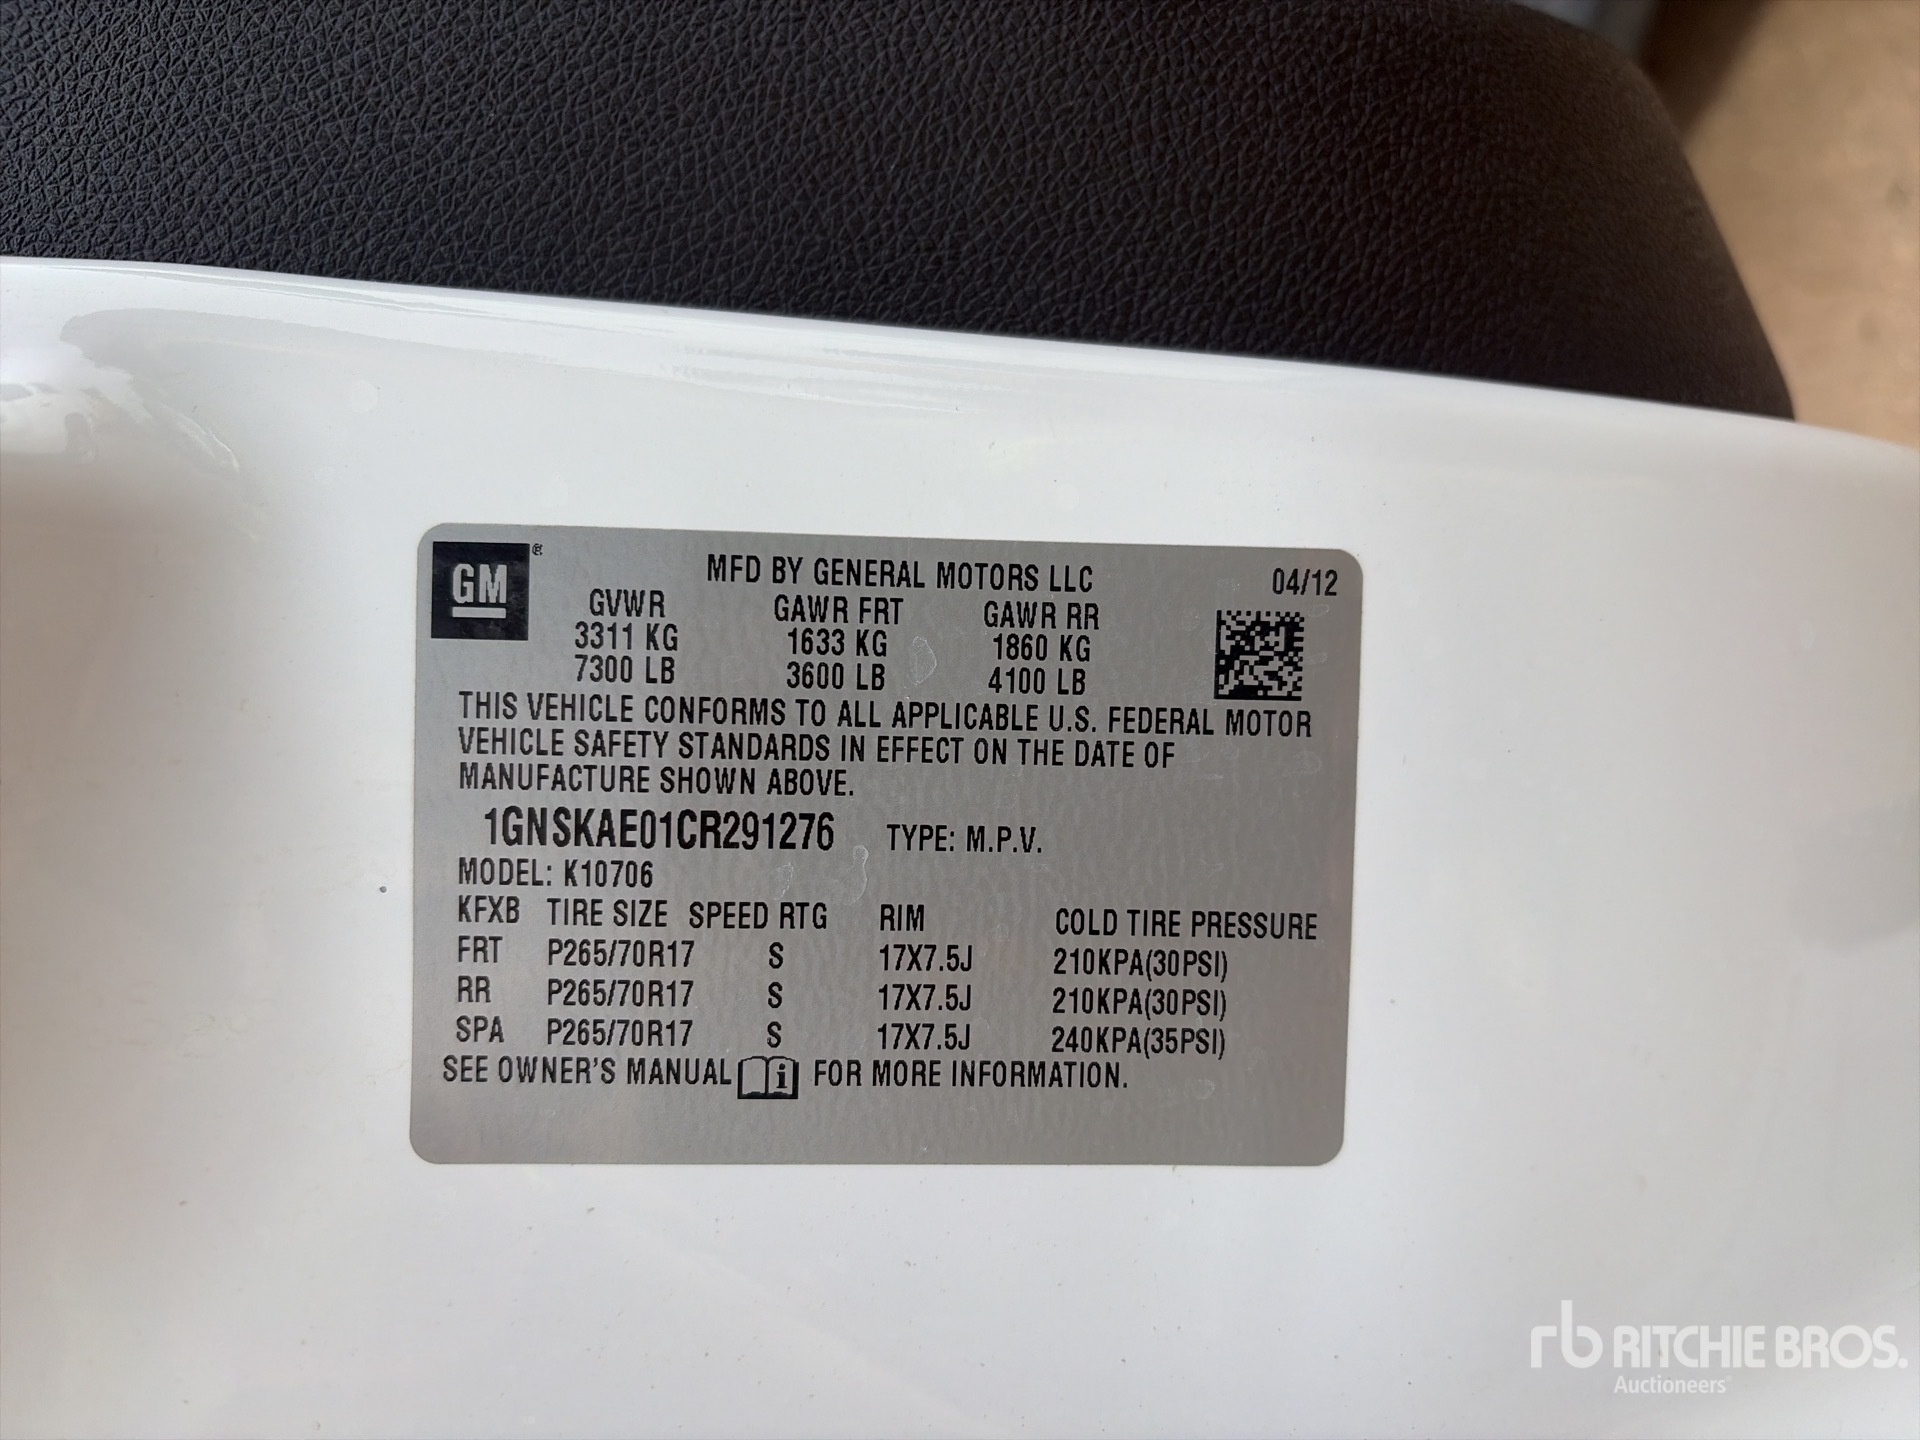 GM®
MFD BY GENERAL MOTORS LLC 04/12
GVWR GAWR FRT GAWR RR
3311 KG 1633 KG 1860 KG
7300 LB 3600 LB 4100 LB
THIS VEHICLE CONFORMS TO ALL APPLICABLE U.S. FEDERAL MOTOR
VEHICLE SAFETY STANDARDS IN EFFECT ON THE DATE OF
MANUFACTURE SHOWN ABOVE.
1GNSKAE01CR291276 TYPE: M.P.V.
MODEL: K10706
KFXB TIRE SIZE SPEED RTG RIM COLD TIRE PRESSURE
FRT P265/70R17 S 17X7.5J 210KPA(30PSI)
RR P265/70R17 S 17X7.5J 210KPA(30PSI)
SPA P265/70R17 S 17X7.5J 240KPA(35PSI)
SEE OWNER'S MANUAL i FOR MORE INFORMATION.
rb RITCHIE BROS.
Auctioneers